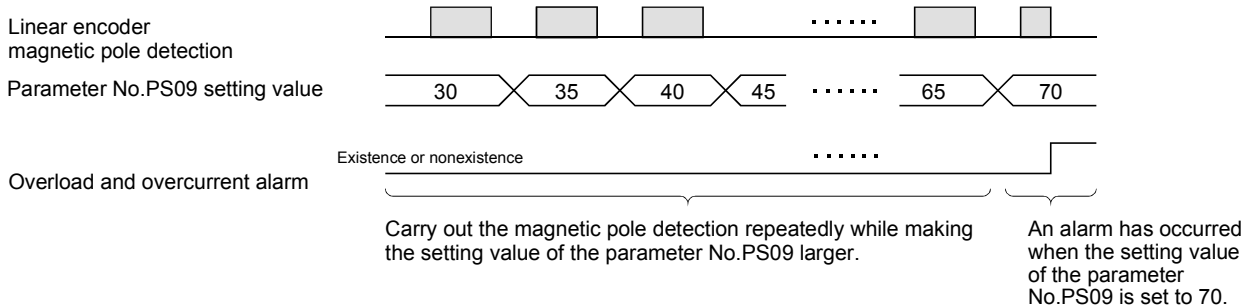 Linear encoder
magnetic pole detection
Parameter No.PS09 setting value
30 35 40 45 ······ 65 70
Existence or nonexistence
Overload and overcurrent alarm
Carry out the magnetic pole detection repeatedly while making
the setting value of the parameter No.PS09 larger.
An alarm has occurred
when the setting value
of the parameter
No.PS09 is set to 70.